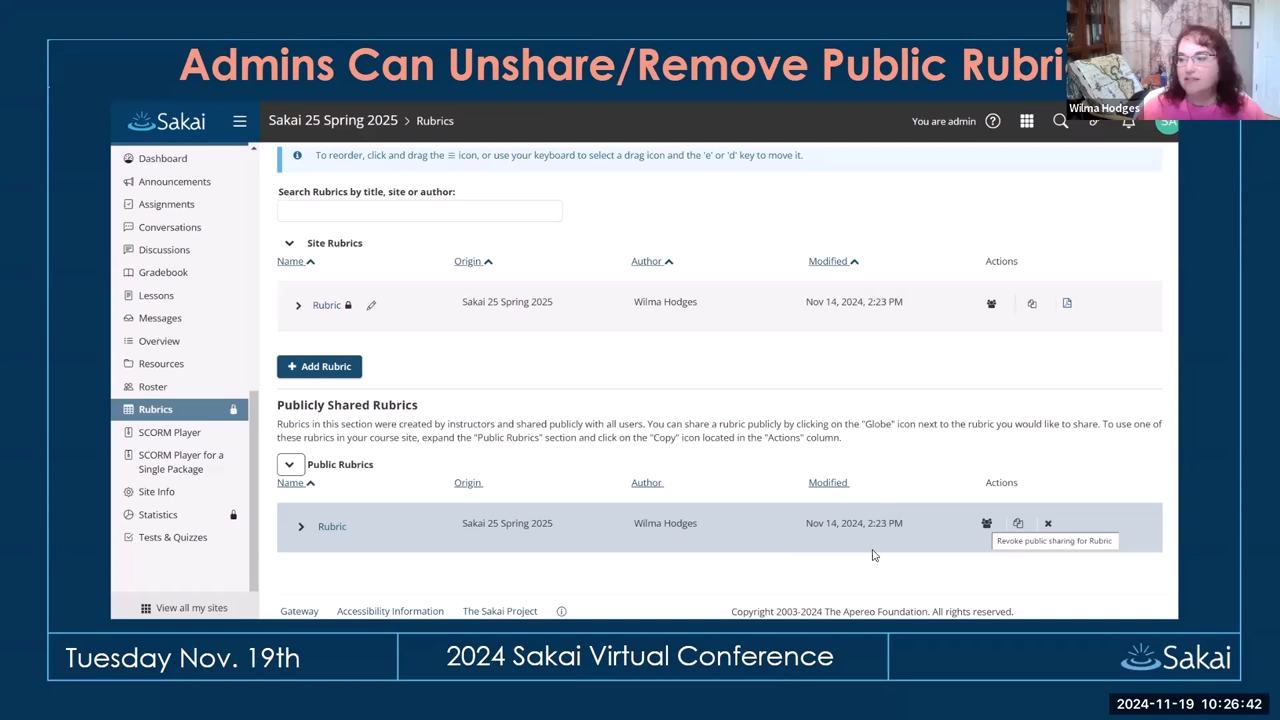 Admins Can Unshare/Remove Public Rubri
Wilma Hodges
Sakai
Sakai 25 Spring 2025 > Rubrics
You are admin
SA
Dashboard
Announcements
Assignments
Conversations
Discussions
Gradebook
Lessons
Messages
Overview
Resources
Roster
Rubrics
SCORM Player
SCORM Player for a
Single Package
Site Info
Statistics
Tests & Quizzes
View all my sites
To reorder, click and drag the ☰ icon, or use your keyboard to select a drag icon and the 'e' or 'd' key to move it.
Search Rubrics by title, site or author:
Site Rubrics
Name Origin Author Modified Actions
Rubric Sakai 25 Spring 2025 Wilma Hodges Nov 14, 2024, 2:23 PM
+ Add Rubric
Publicly Shared Rubrics
Rubrics in this section were created by instructors and shared publicly with all users. You can share a rubric publicly by clicking on the "Globe" icon next to the rubric you would like to share. To use one
of these rubrics in your course site, expand the "Public Rubrics" section and click on the "Copy" icon located in the "Actions" column.
Public Rubrics
Name Origin Author Modified Actions
Rubric Sakai 25 Spring 2025 Wilma Hodges Nov 14, 2024, 2:23 PM
Revoke public sharing for Rubric
Gateway Accessibility Information The Sakai Project
Copyright 2003-2024 The Apereo Foundation. All rights reserved.
Tuesday Nov. 19th
2024 Sakai Virtual Conference
Sakai
2024-11-19 10:26:42